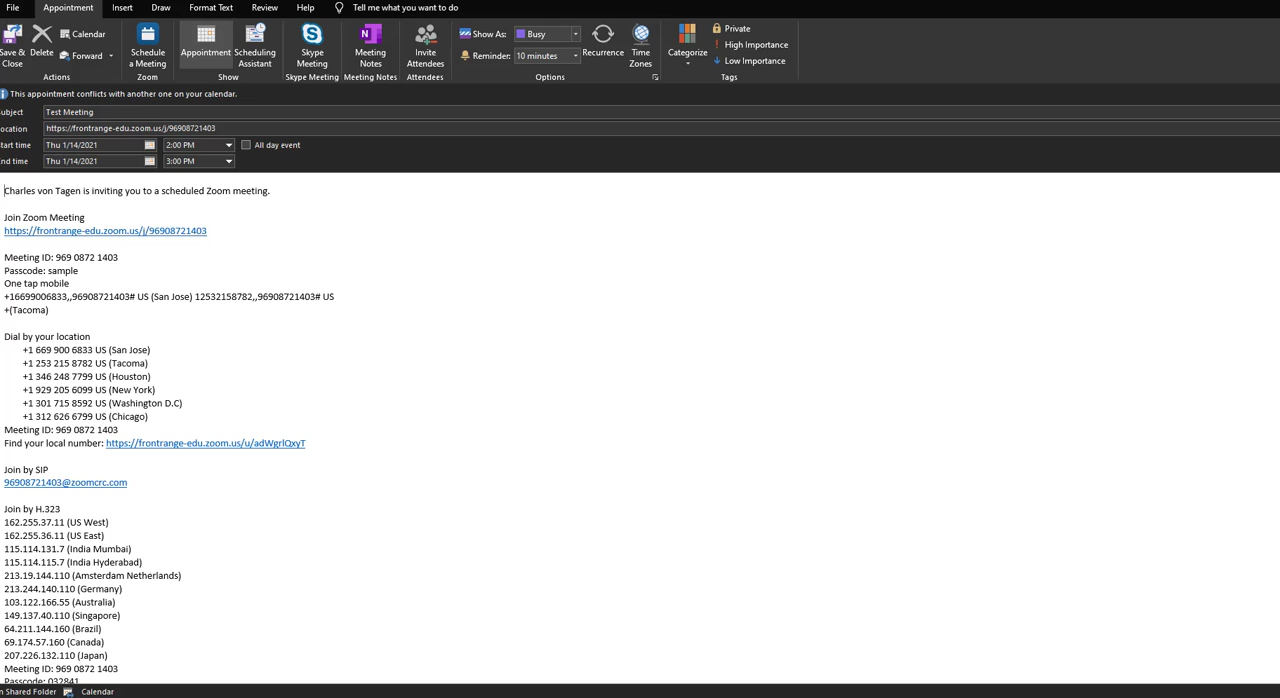 File Appointment Insert Draw Format Text Review Help Tell me what you want to do
Save & Close
Delete
Calendar
Forward
Actions
Schedule a Meeting
Zoom
Appointment
Scheduling Assistant
Show
Skype Meeting
Skype Meeting
Meeting Notes
Meeting Notes
Invite Attendees
Attendees
Show As: Busy
Reminder: 10 minutes
Recurrence
Time Zones
Options
Categorize
Private
High Importance
Low Importance
Tags
This appointment conflicts with another one on your calendar.
ubject Test Meeting
ocation https://frontrange-edu.zoom.us/j/96908721403
tart time Thu 1/14/2021 2:00 PM All day event
nd time Thu 1/14/2021 3:00 PM
Charles von Tagen is inviting you to a scheduled Zoom meeting.
Join Zoom Meeting
https://frontrange-edu.zoom.us/j/96908721403
Meeting ID: 969 0872 1403
Passcode: sample
One tap mobile
+16699006833,,96908721403# US (San Jose) 12532158782,,96908721403# US
+(Tacoma)
Dial by your location
+1 669 900 6833 US (San Jose)
+1 253 215 8782 US (Tacoma)
+1 346 248 7799 US (Houston)
+1 929 205 6099 US (New York)
+1 301 715 8592 US (Washington D.C)
+1 312 626 6799 US (Chicago)
Meeting ID: 969 0872 1403
Find your local number: https://frontrange-edu.zoom.us/u/adWgrlQxyT
Join by SIP
96908721403@zoomcrc.com
Join by H.323
162.255.37.11 (US West)
162.255.36.11 (US East)
115.114.131.7 (India Mumbai)
115.114.115.7 (India Hyderabad)
213.19.144.110 (Amsterdam Netherlands)
213.244.140.110 (Germany)
103.122.166.55 (Australia)
149.137.40.110 (Singapore)
64.211.144.160 (Brazil)
69.174.57.160 (Canada)
207.226.132.110 (Japan)
Meeting ID: 969 0872 1403
Passcode: 032841
n Shared Folder Calendar